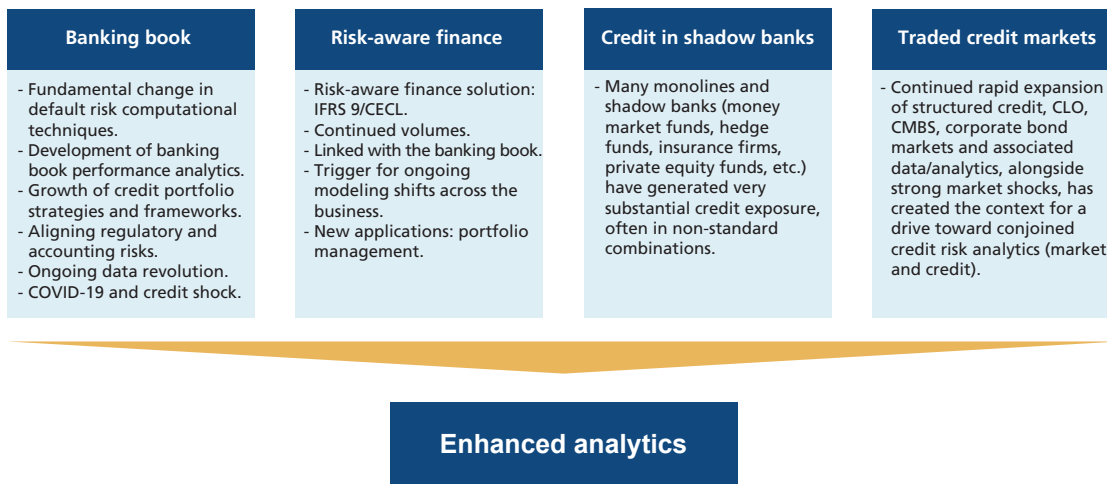 Banking book
- Fundamental change in
default risk computational
techniques.
- Development of banking
book performance analytics.
- Growth of credit portfolio
strategies and frameworks.
- Aligning regulatory and
accounting risks.
- Ongoing data revolution.
- COVID-19 and credit shock.
Risk-aware finance
- Risk-aware finance solution:
IFRS 9/CECL.
- Continued volumes.
- Linked with the banking book.
- Trigger for ongoing
modeling shifts across the
business.
- New applications: portfolio
management.
Credit in shadow banks
- Many monolines and
shadow banks (money
market funds, hedge
funds, insurance firms,
private equity funds, etc.)
have generated very
substantial credit exposure,
often in non-standard
combinations.
Traded credit markets
- Continued rapid expansion
of structured credit, CLO,
CMBS, corporate bond
markets and associated
data/analytics, alongside
strong market shocks, has
created the context for a
drive toward conjoined
credit risk analytics (market
and credit).
Enhanced analytics